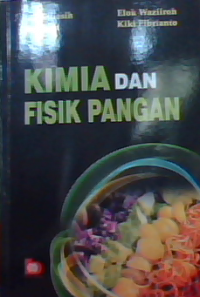 Elok Waziiroh
Kiki Fibrianto
KIMIA DAN
FISIK PANGAN